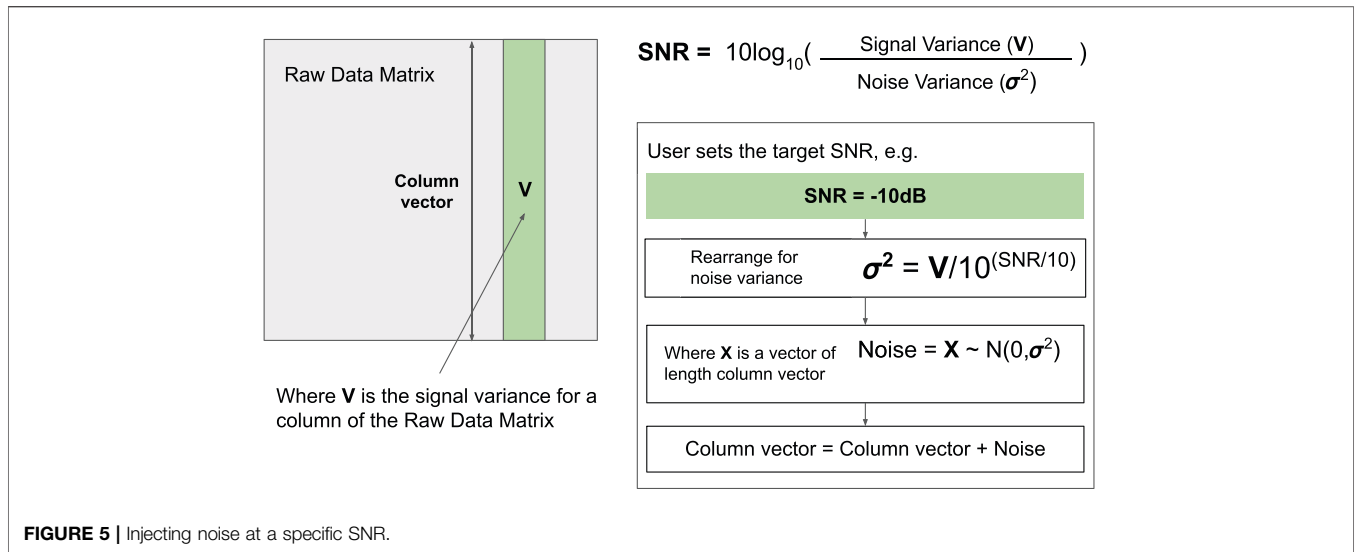 Raw Data Matrix
Column
vector
V
Where V is the signal variance for a
column of the Raw Data Matrix
SNR = 10log₁₀( Signal Variance (V) / Noise Variance (σ²) )
User sets the target SNR, e.g.
SNR = -10dB
Rearrange for
noise variance
σ² = V/10^(SNR/10)
Where X is a vector of
length column vector
Noise = X ~ N(0,σ²)
Column vector = Column vector + Noise
FIGURE 5 | Injecting noise at a specific SNR.